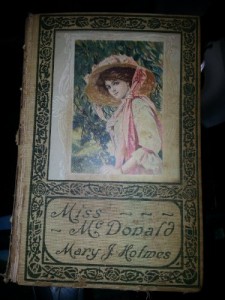 Miss - - - ~
~ McDonald
Mary J. Holmes